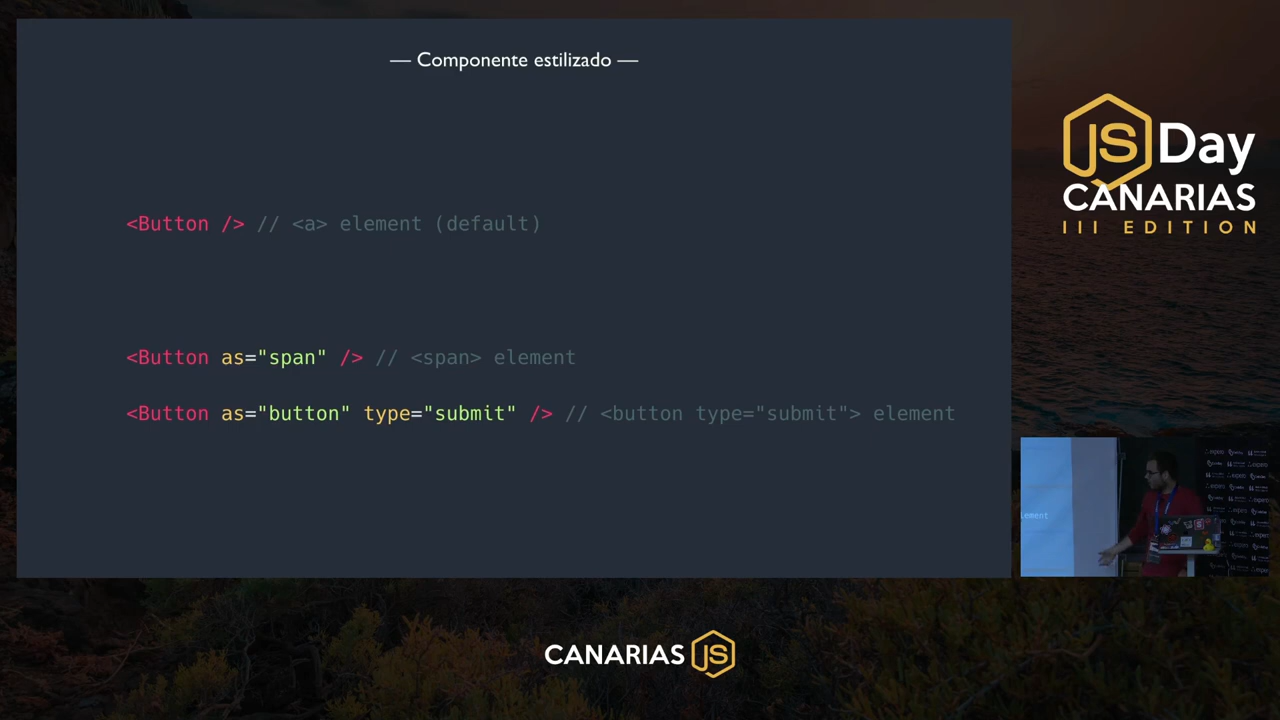 — Componente estilizado —
<Button /> // <a> element (default)
<Button as="span" /> // <span> element
<Button as="button" type="submit" /> // <button type="submit"> element
JS Day
CANARIAS
III EDITION
CANARIAS JS